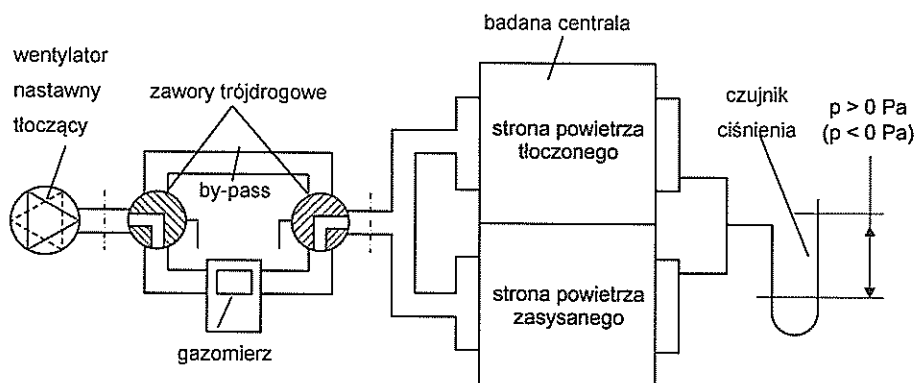 badana centrala
wentylator
nastawny
tłoczący
zawory trójdrogowe
by-pass
gazomierz
strona powietrza
tłoczonego
strona powietrza
zasysanego
czujnik
ciśnienia
p > 0 Pa
(p < 0 Pa)